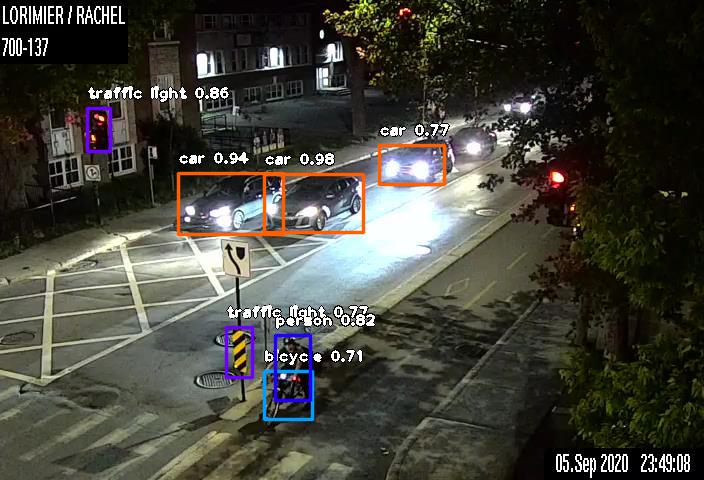 LORIMIER / RACHEL
700-137
traffic light 0.86
car 0.77
car 0.94
car 0.98
traffic light 0.77
person 0.82
bicycle 0.71
05.Sep 2020 23:49:08